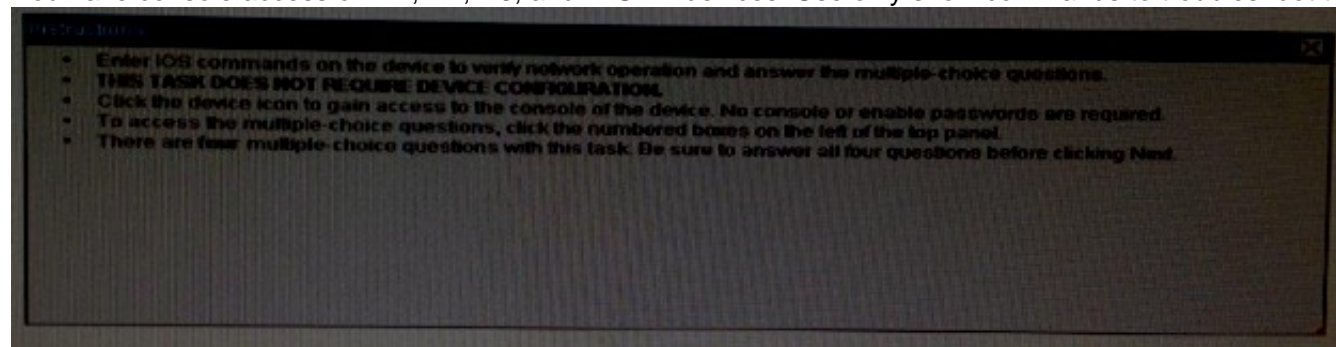 Instructions
• Enter IOS commands on the device to verify network operation and answer the multiple-choice questions.
• THIS TASK DOES NOT REQUIRE DEVICE CONFIGURATION.
• Click the device icon to gain access to the console of the device. No console or enable passwords are required.
• To access the multiple-choice questions, click the numbered boxes on the left of the top panel.
• There are four multiple-choice questions with this task. Be sure to answer all four questions before clicking Next.